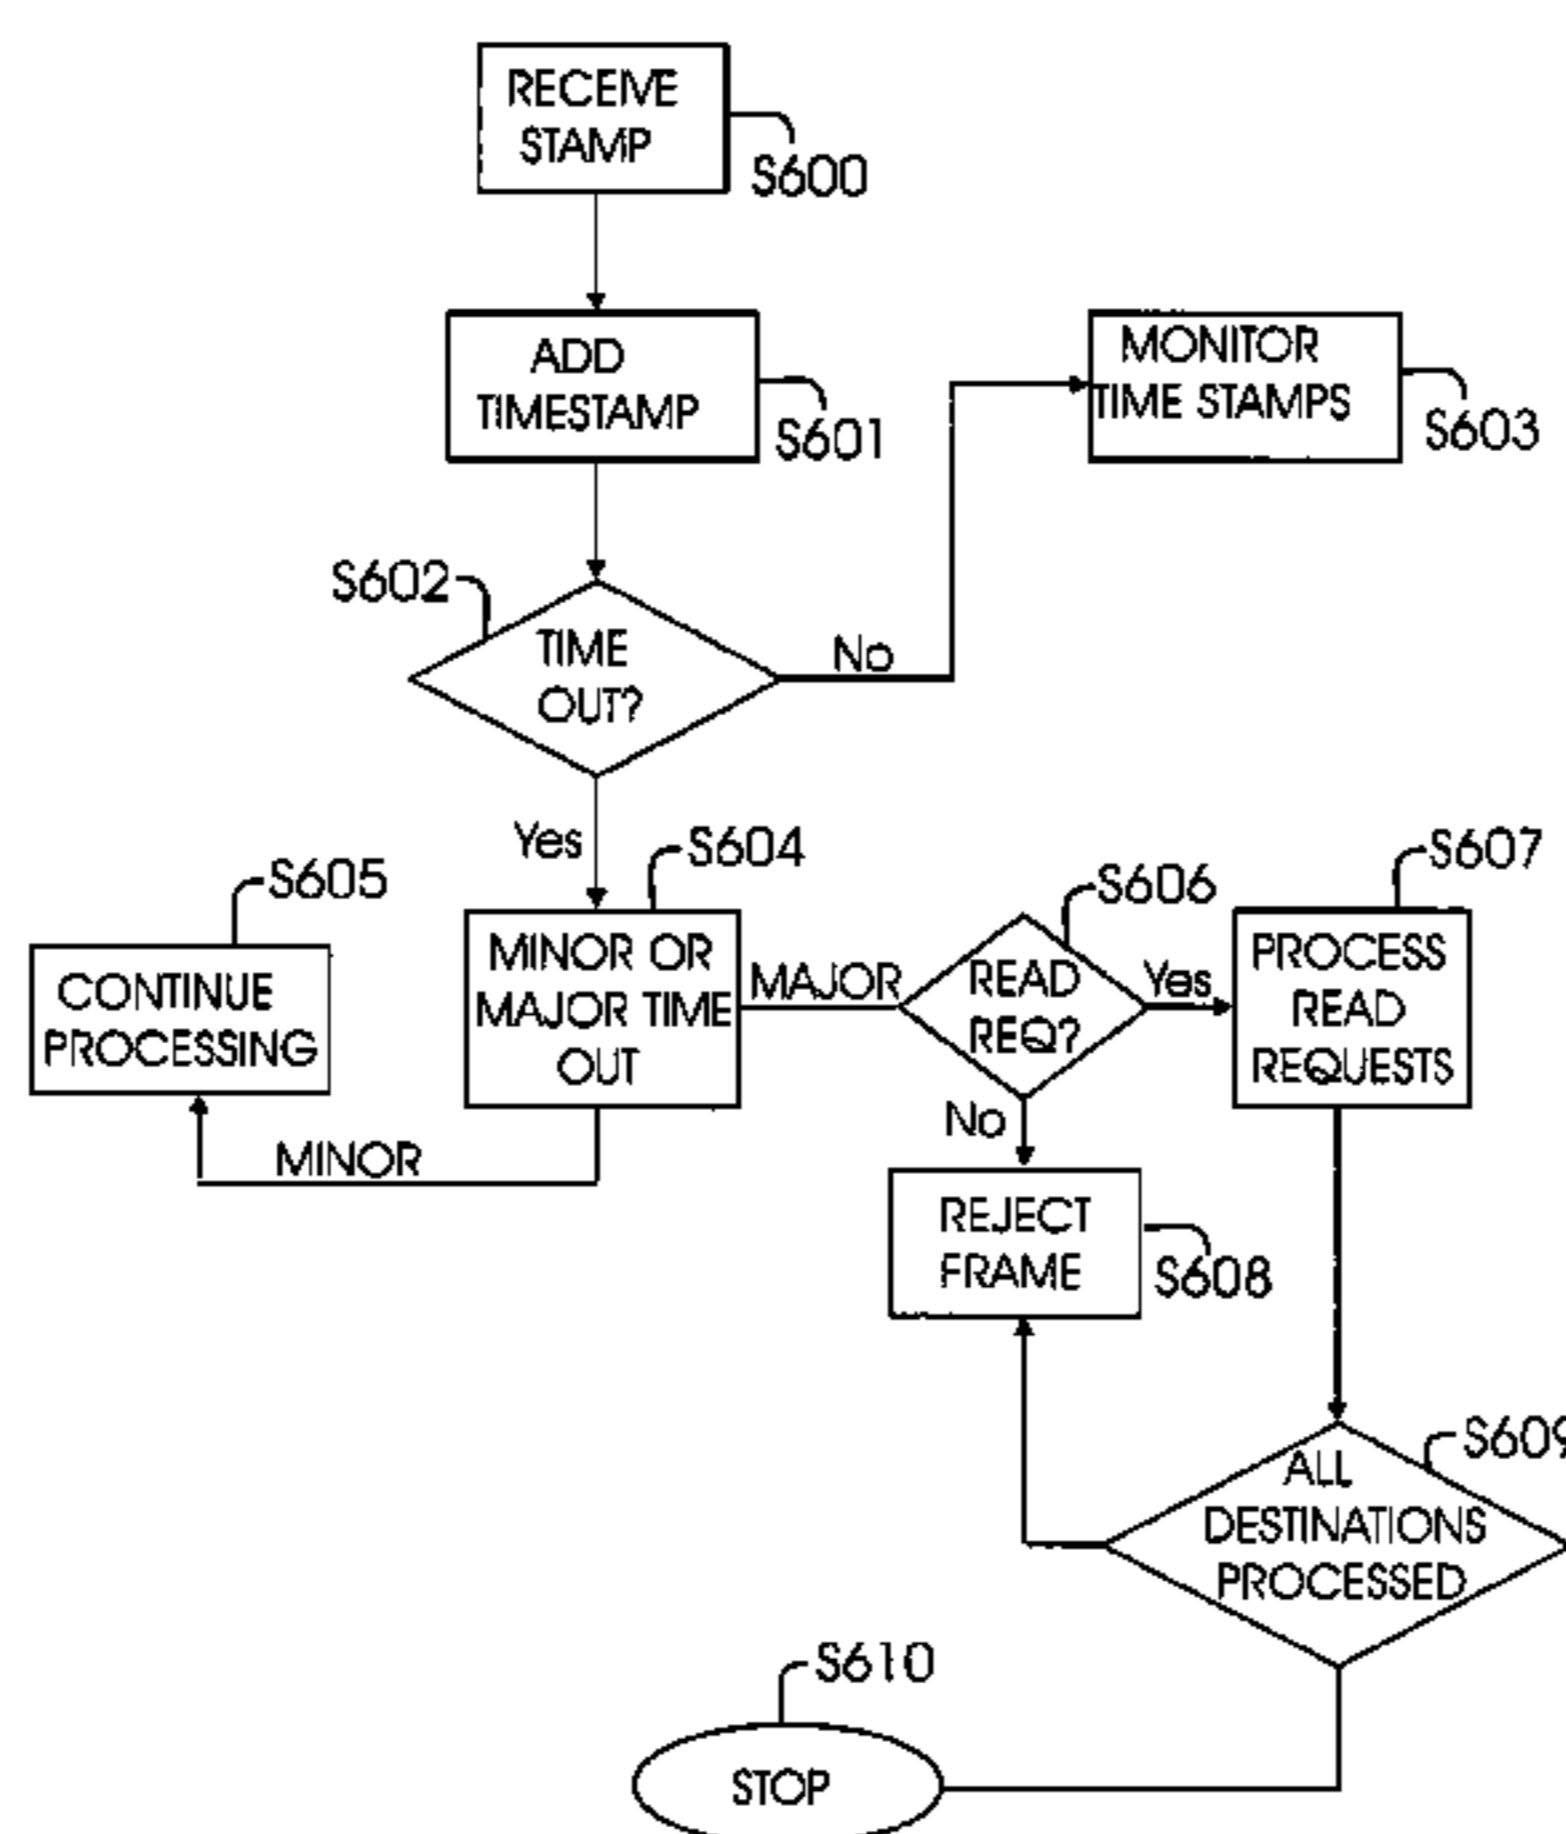 RECEIVE
STAMP
S600
ADD
TIMESTAMP
S601
MONITOR
TIME STAMPS
S603
S602
TIME
OUT?
No
Yes
S604
S605
CONTINUE
PROCESSING
MINOR OR
MAJOR TIME
OUT
MAJOR
MINOR
S606
READ
REQ?
Yes
No
S607
PROCESS
READ
REQUESTS
REJECT
FRAME
S608
S609
ALL
DESTINATIONS
PROCESSED
S610
STOP